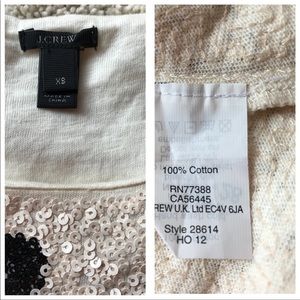 J.CREW
XS
MADE IN
CHINA
100% Cotton
RN77388
CA56445
REW U.K. Ltd EC4V 6JA
Style 28614
HO 12